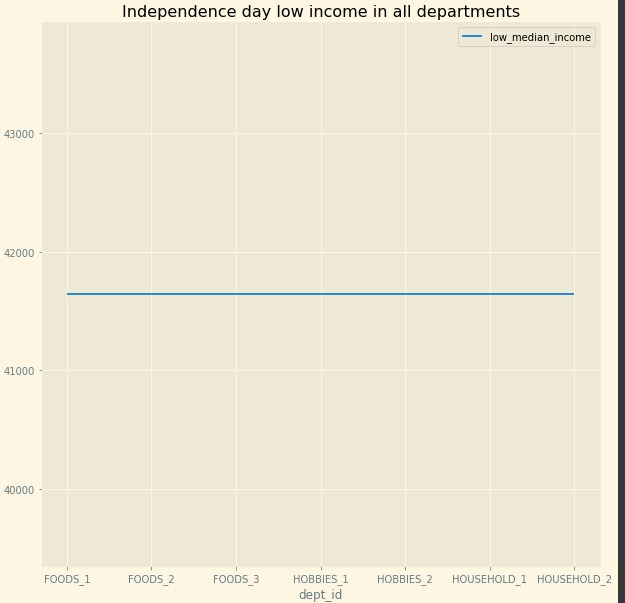 Independence day low income in all departments
low_median_income
43000
42000
41000
40000
FOODS_1 FOODS_2 FOODS_3 HOBBIES_1 HOBBIES_2 HOUSEHOLD_1 HOUSEHOLD_2
dept_id